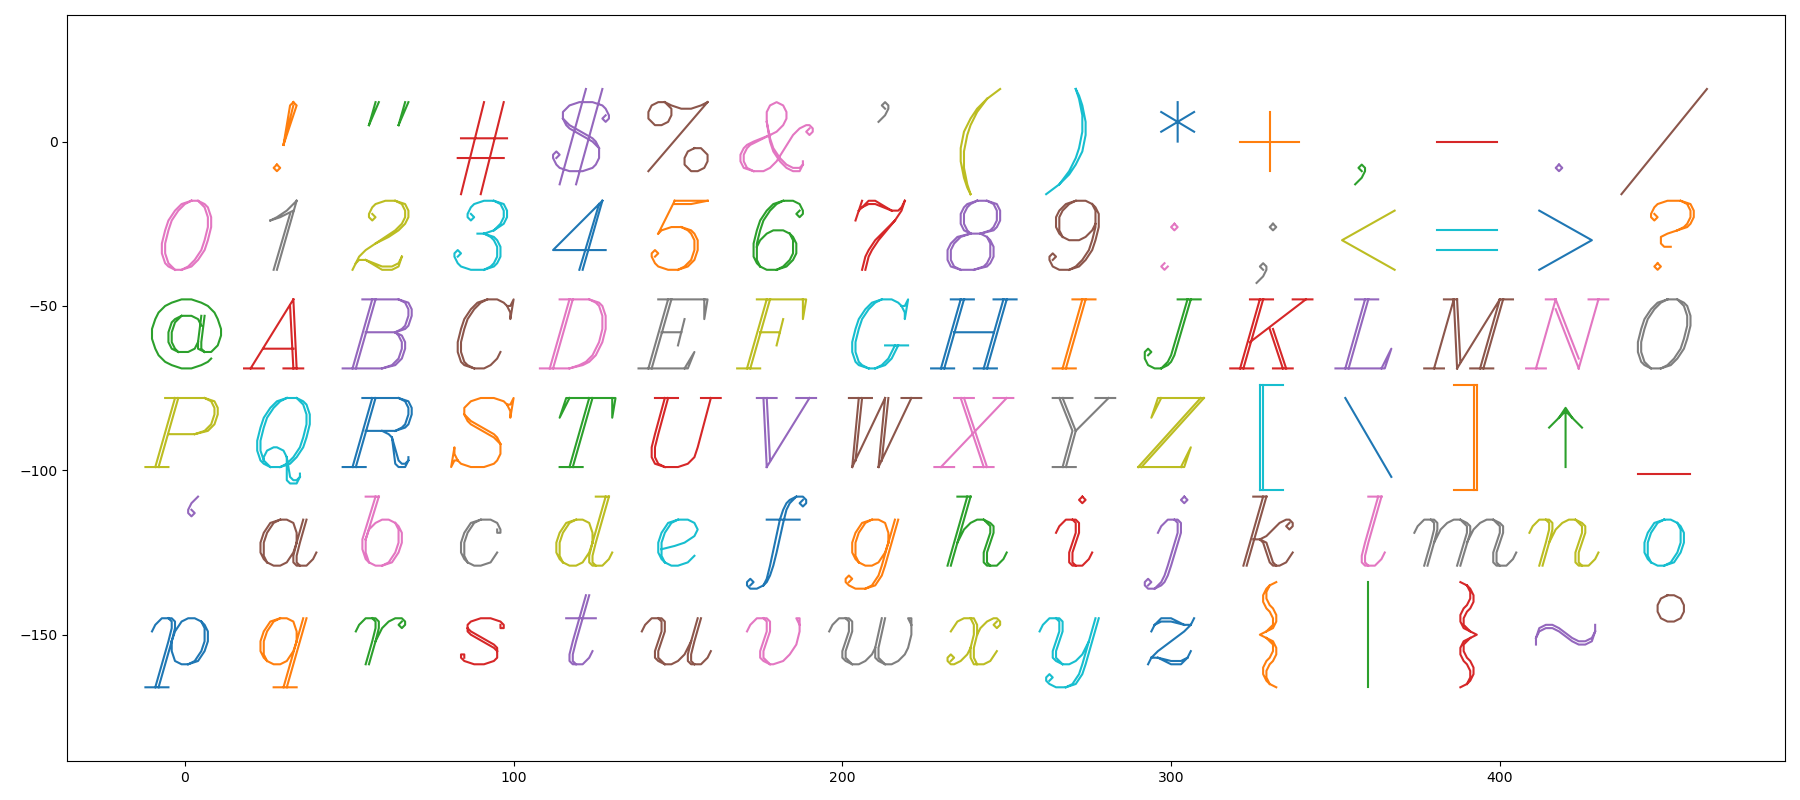 ! " # $ % & ’ ( ) * + , — . /
0 1 2 3 4 5 6 7 8 9 : ; < = > ?
@ A B C D E F G H I J K L M N O
P Q R S T U V W X Y Z [ \ ] ↑ _
‘ a b c d e f g h i j k l m n o
p q r s t u v w x y z { | } ~ °
0
−50
−100
−150
0 100 200 300 400